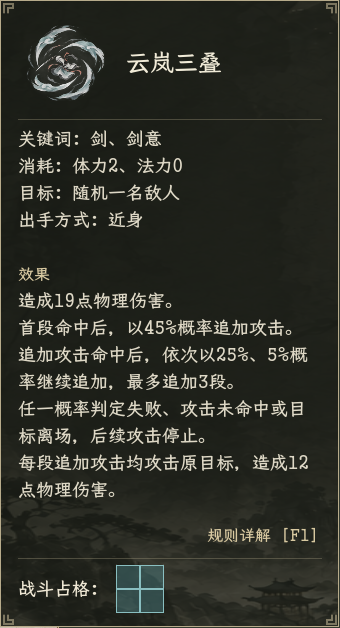 云岚三叠
关键词: 剑、剑意
消耗: 体力2、法力0
目标: 随机一名敌人
出手方式: 近身
效果
造成19点物理伤害。
首段命中后，以45%概率追加攻击。
追加攻击命中后，依次以25%、5%概
率继续追加，最多追加3段。
任一概率判定失败、攻击未命中或目
标离场，后续攻击停止。
每段追加攻击均攻击原目标，造成12
点物理伤害。
规则详解 [F1]
战斗占格: